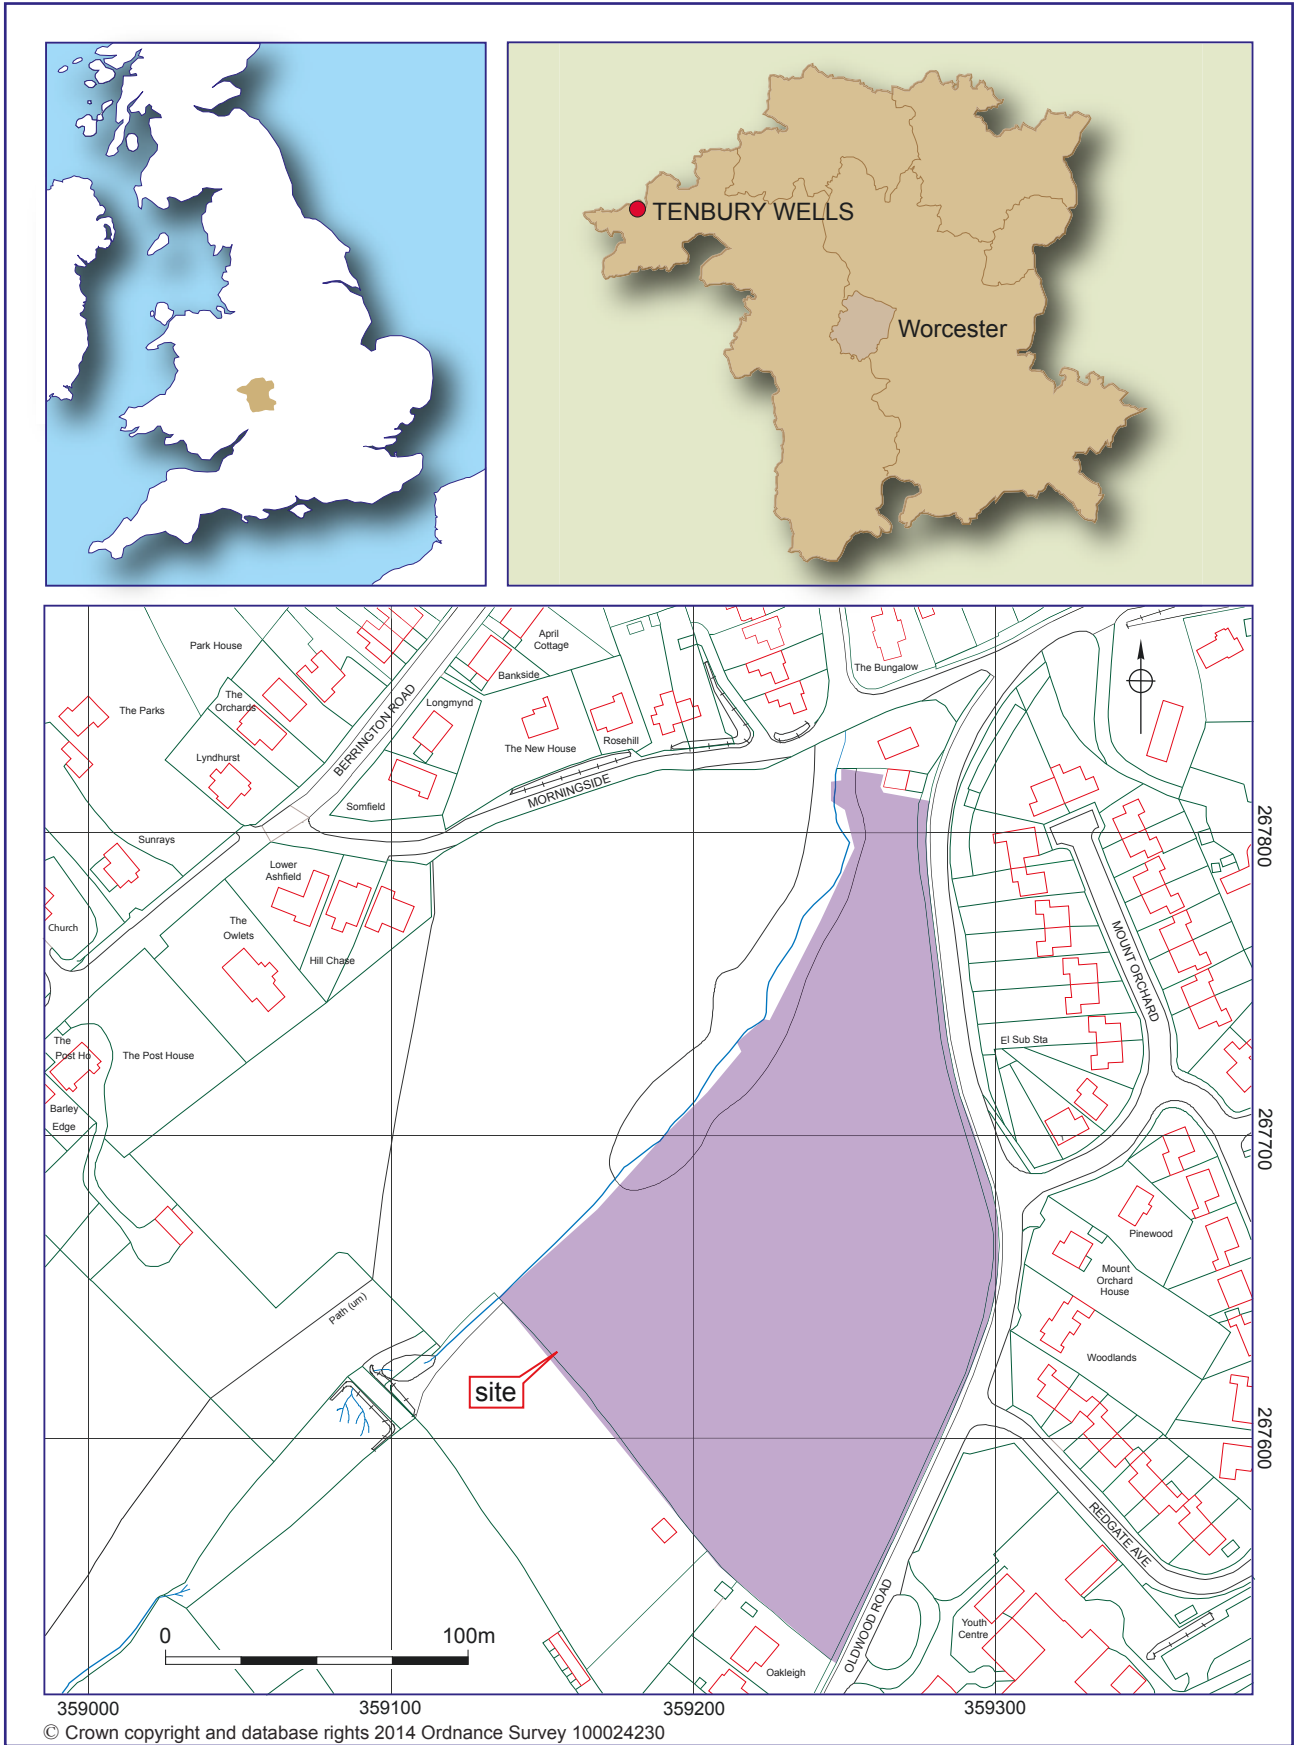 TENBURY WELLS
Worcester
Park House
April
Cottage
Bankside
The Bungalow
The Parks
The
Orchards
BERRINGTON ROAD
Longmynd
The New House
Rosehill
Lyndhurst
MORNINGSIDE
Somfield
Sunrays
267800
Lower
Ashfield
The
Owlets
Church
Hill Chase
MOUNT ORCHARD
The
Post Ho
The Post House
El Sub Sta
Barley
Edge
267700
Pinewood
Mount
Orchard
House
Path (um)
Woodlands
site
267600
REDGATE AVE
OLDWOOD ROAD
Youth
Centre
Oakleigh
0
100m
359000
359100
359200
359300
© Crown copyright and database rights 2014 Ordnance Survey 100024230